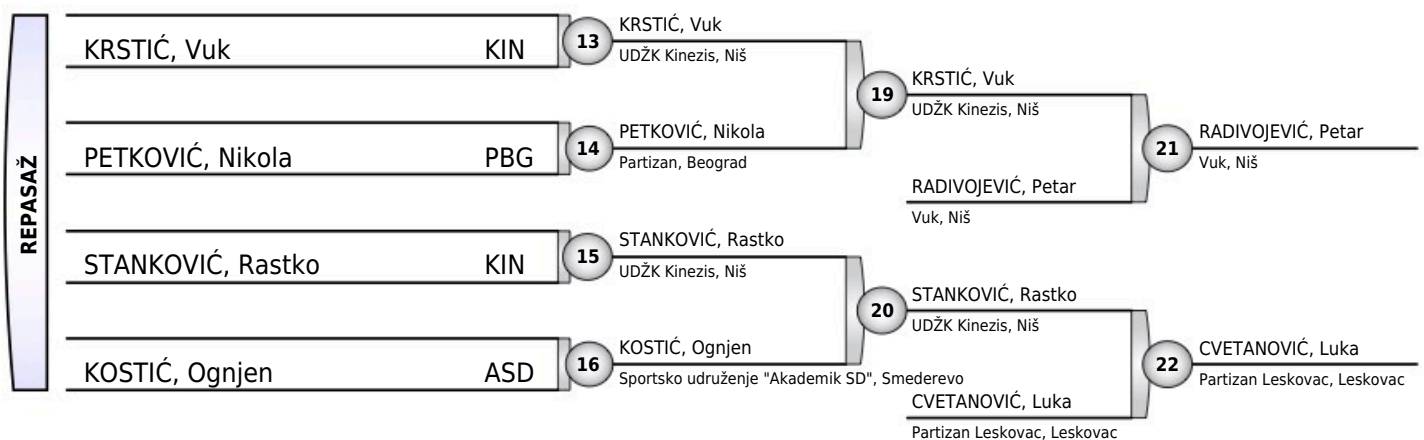 REPASAŽ
KRSTIĆ, Vuk KIN
13
KRSTIĆ, Vuk
UDŽK Kinezis, Niš
19
KRSTIĆ, Vuk
UDŽK Kinezis, Niš
PETKOVIĆ, Nikola PBG
14
PETKOVIĆ, Nikola
Partizan, Beograd
21
RADIVOJEVIĆ, Petar
Vuk, Niš
RADIVOJEVIĆ, Petar
Vuk, Niš
STANKOVIĆ, Rastko KIN
15
STANKOVIĆ, Rastko
UDŽK Kinezis, Niš
20
STANKOVIĆ, Rastko
UDŽK Kinezis, Niš
KOSTIĆ, Ognjen ASD
16
KOSTIĆ, Ognjen
Sportsko udruženje "Akademik SD", Smederevo
22
CVETANOVIĆ, Luka
Partizan Leskovac, Leskovac
CVETANOVIĆ, Luka
Partizan Leskovac, Leskovac